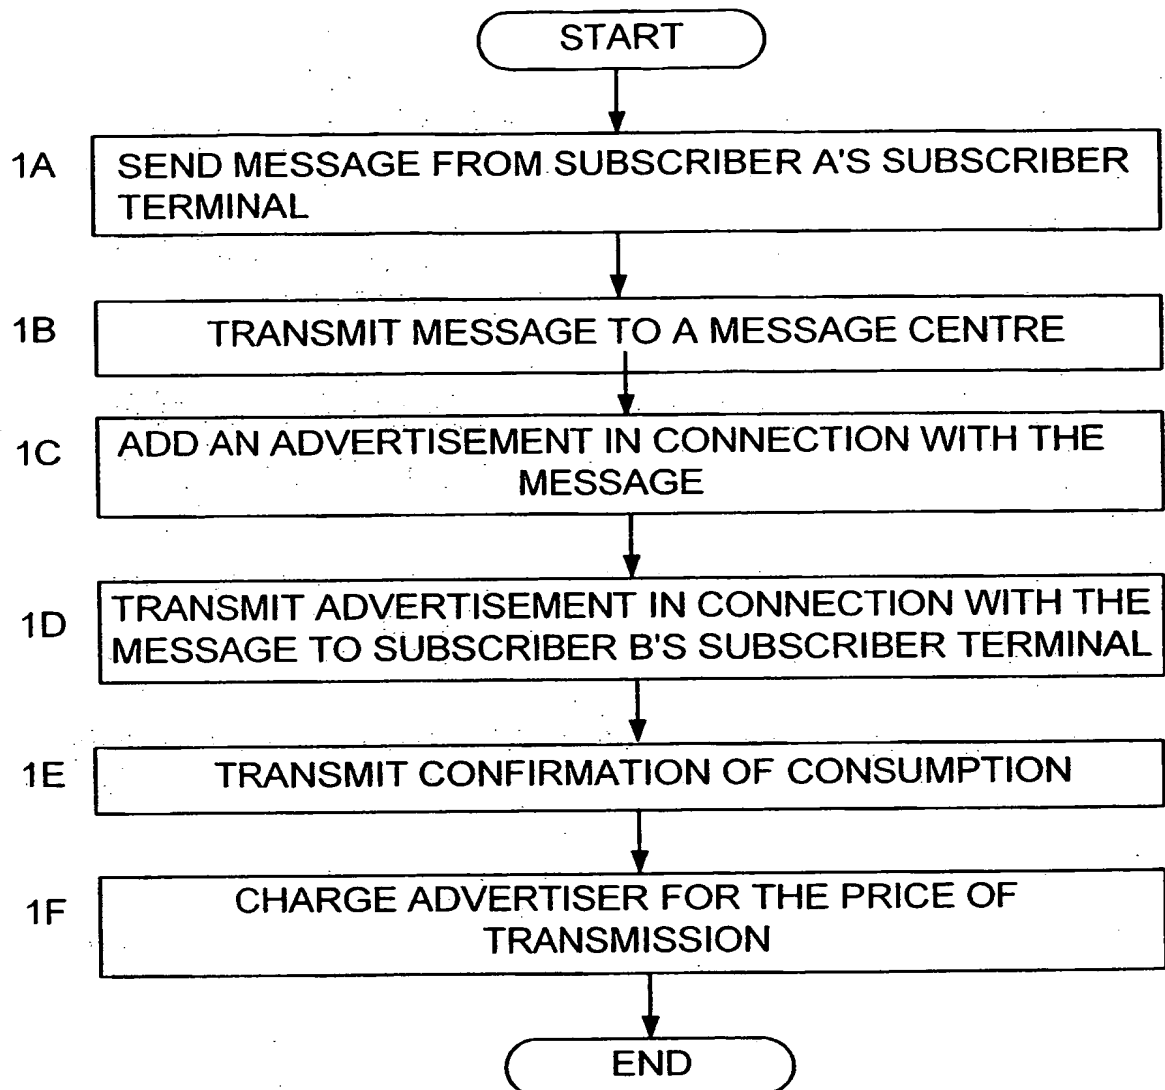 START
1A
SEND MESSAGE FROM SUBSCRIBER A'S SUBSCRIBER
TERMINAL
1B
TRANSMIT MESSAGE TO A MESSAGE CENTRE
1C
ADD AN ADVERTISEMENT IN CONNECTION WITH THE
MESSAGE
1D
TRANSMIT ADVERTISEMENT IN CONNECTION WITH THE
MESSAGE TO SUBSCRIBER B'S SUBSCRIBER TERMINAL
1E
TRANSMIT CONFIRMATION OF CONSUMPTION
1F
CHARGE ADVERTISER FOR THE PRICE OF
TRANSMISSION
END